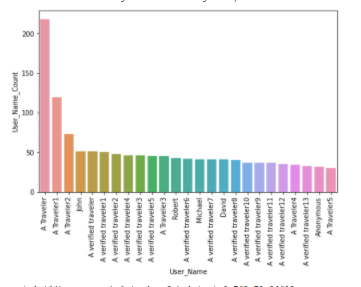 200
150
100
50
0
User_Name_Count
A Traveler
A Traveler1
A Traveler2
John
A verified traveler
A verified traveler1
A verified traveler2
A verified traveler4
A verified traveler3
A verified traveler5
A Traveler3
Robert
A verified traveler6
Michael
A verified traveler7
David
A verified traveler8
A verified traveler10
A verified traveler9
A verified traveler11
A verified traveler12
A Traveler4
A verified traveler13
Anonymous
A Traveler5
User_Name